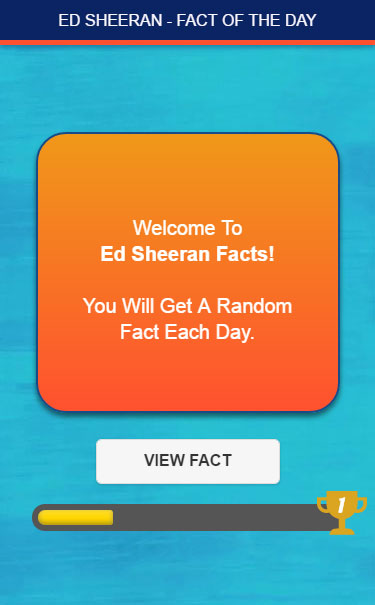 ED SHEERAN - FACT OF THE DAY
Welcome To
Ed Sheeran Facts!
You Will Get A Random
Fact Each Day.
VIEW FACT
1